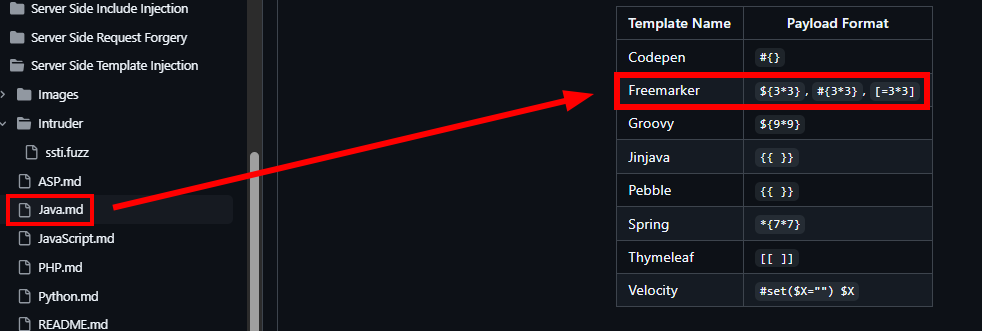 Server Side Include Injection
Server Side Request Forgery
Server Side Template Injection
Images
Intruder
ssti.fuzz
ASP.md
Java.md
JavaScript.md
PHP.md
Python.md
README.md
Template Name Payload Format
Codepen #{}
Freemarker ${3*3}, #{3*3}, [=3*3]
Groovy ${9*9}
Jinjava {{ }}
Pebble {{ }}
Spring *{7*7}
Thymeleaf [[ ]]
Velocity #set($X="") $X